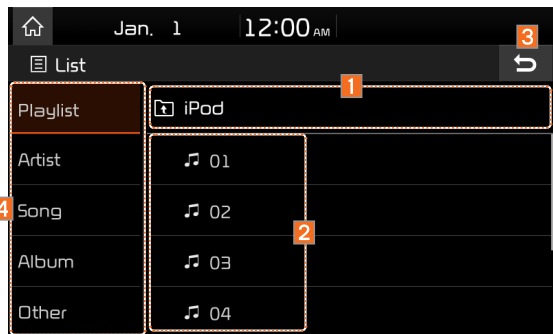 Jan. 1 12:00 AM
3
List
1
Playlist
iPod
Artist
01
4
Song
02
2
Album
03
Other
04